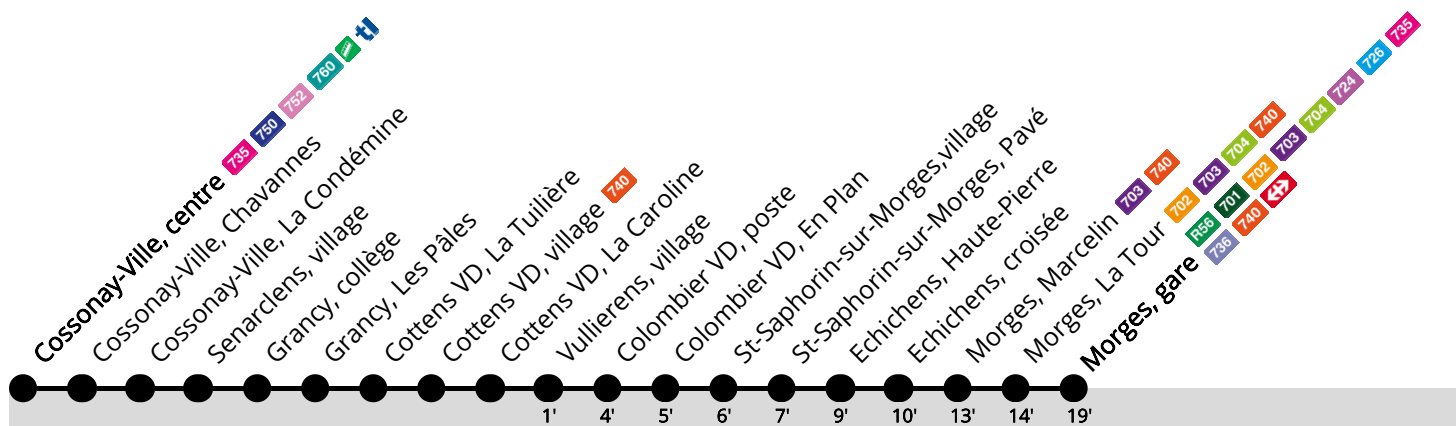 Cossonay-Ville, centre 735 750 752 760 tl
Cossonay-Ville, Chavannes
Cossonay-Ville, La Condémine
Senarclens, village
Grancy, collège
Grancy, Les Pâles
Cottens VD, La Tuilière
Cottens VD, village 740
Cottens VD, La Caroline
Vullierens, village
Colombier VD, poste
Colombier VD, En Plan
St-Saphorin-sur-Morges,village
St-Saphorin-sur-Morges, Pavé
Echichens, Haute-Pierre
Echichens, croisée
Morges, Marcelin 703 740
Morges, La Tour 702 703 704 740
Morges, gare
R56 701 702 703 704 724 726 735
736 740
1' 4' 5' 6' 7' 9' 10' 13' 14' 19'